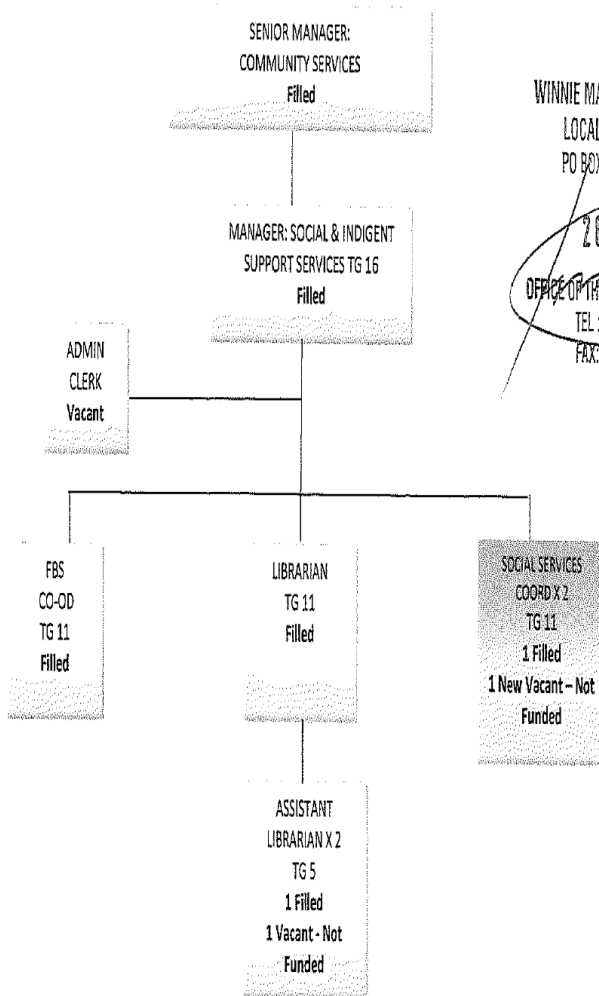 SENIOR MANAGER:
COMMUNITY SERVICES
Filled
WINNIE
LOCAL
PO BOX
MANAGER: SOCIAL & INDIGENT
SUPPORT SERVICES TG 16
Filled
OFFICE OF
TEL
FAX:
ADMIN
CLERK
Vacant
FBS
CO-OD
TG 11
Filled
LIBRARIAN
TG 11
Filled
SOCIAL SERVICES
COORD X 2
TG 11
1 Filled
1 New Vacant – Not
Funded
ASSISTANT
LIBRARIAN X 2
TG 5
1 Filled
1 Vacant - Not
Funded